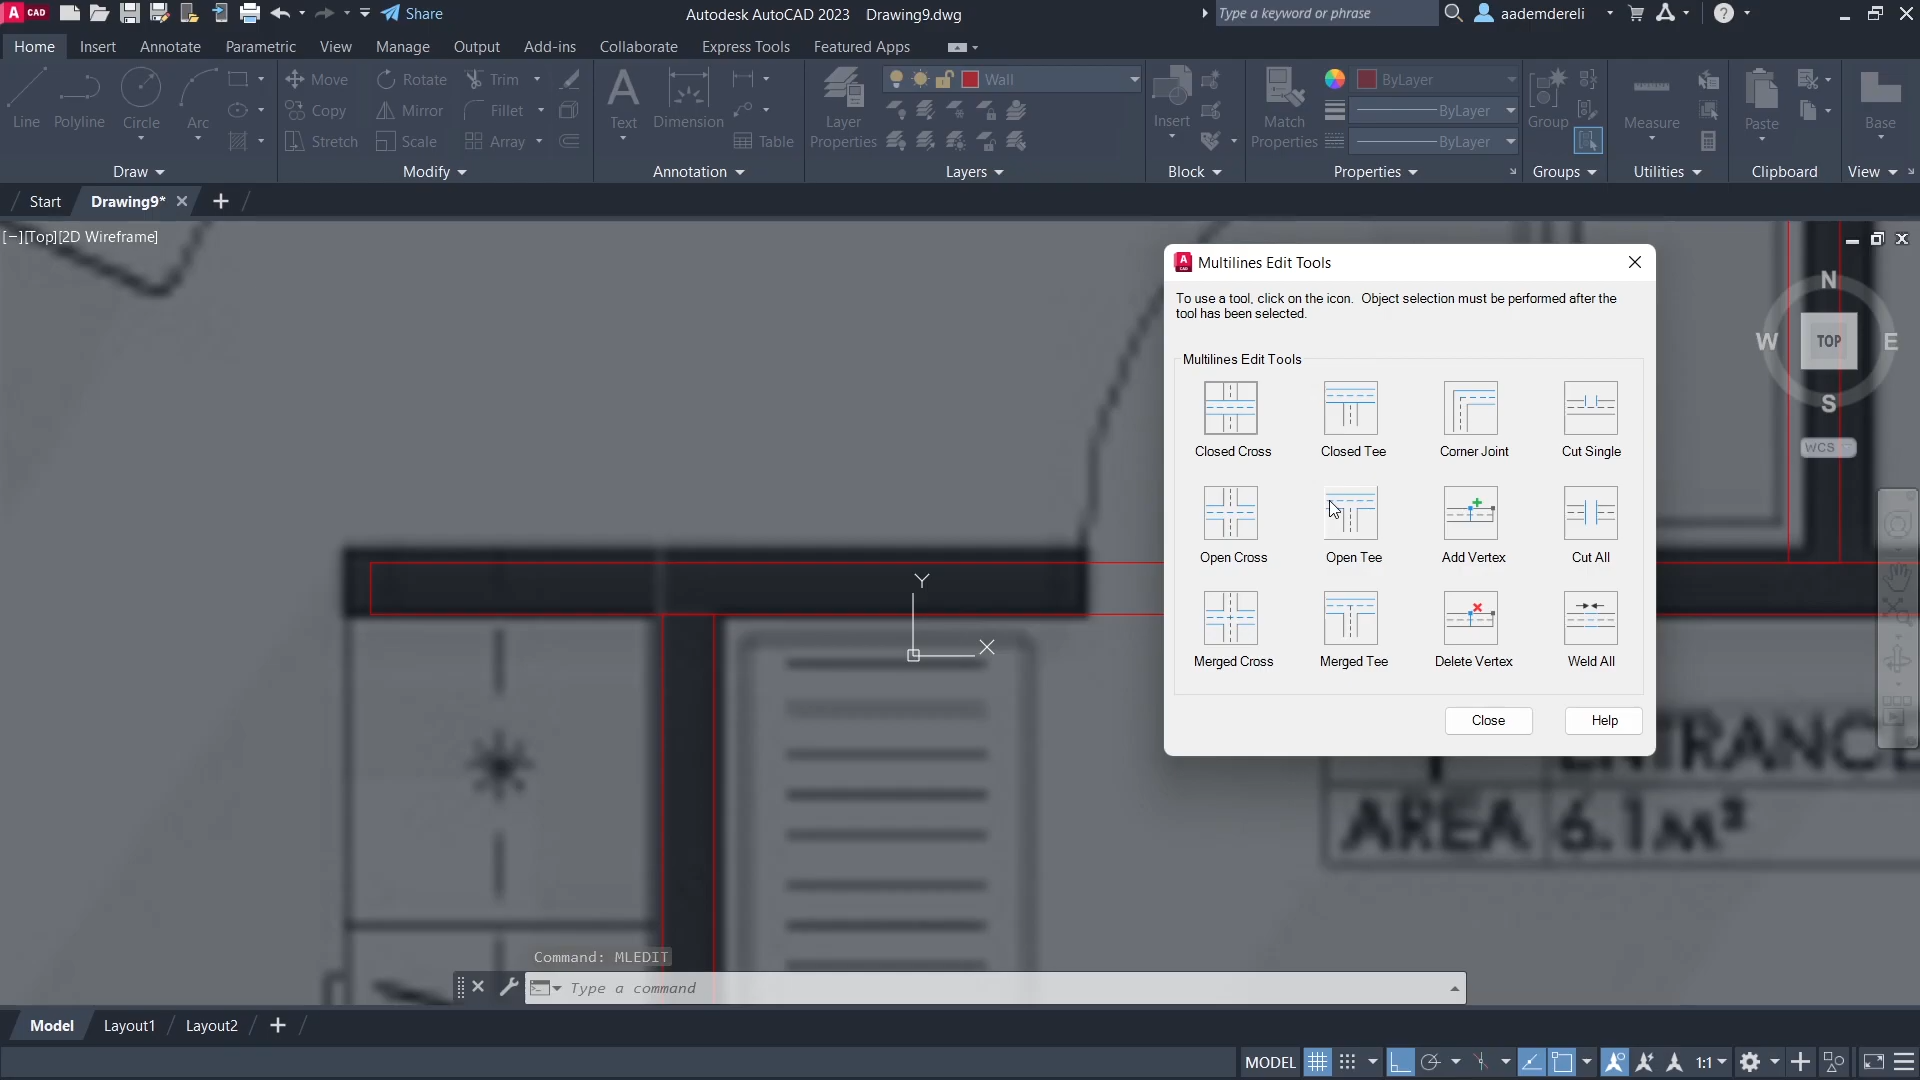 A CAD
Share
Autodesk AutoCAD 2023 Drawing9.dwg
Type a keyword or phrase
aademdereli
Home Insert Annotate Parametric View Manage Output Add-ins Collaborate Express Tools Featured Apps
Line Polyline Circle Arc
Move Rotate Trim
Copy Mirror Fillet
Stretch Scale Array
Text Dimension Table
Layer Properties
Wall
Insert
Match Properties
ByLayer
ByLayer
ByLayer
Group
Measure
Paste
Base
Draw Modify Annotation Layers Block Properties Groups Utilities Clipboard View
Start Drawing9*
[−][Top][2D Wireframe]
Multilines Edit Tools
To use a tool, click on the icon. Object selection must be performed after the
tool has been selected.
Multilines Edit Tools
Closed Cross Closed Tee Corner Joint Cut Single
Open Cross Open Tee Add Vertex Cut All
Merged Cross Merged Tee Delete Vertex Weld All
Close Help
N
W TOP E
S
WCS
Y
X
AREA 6.1M²
Command: MLEDIT
Type a command
Model Layout1 Layout2
MODEL 1:1